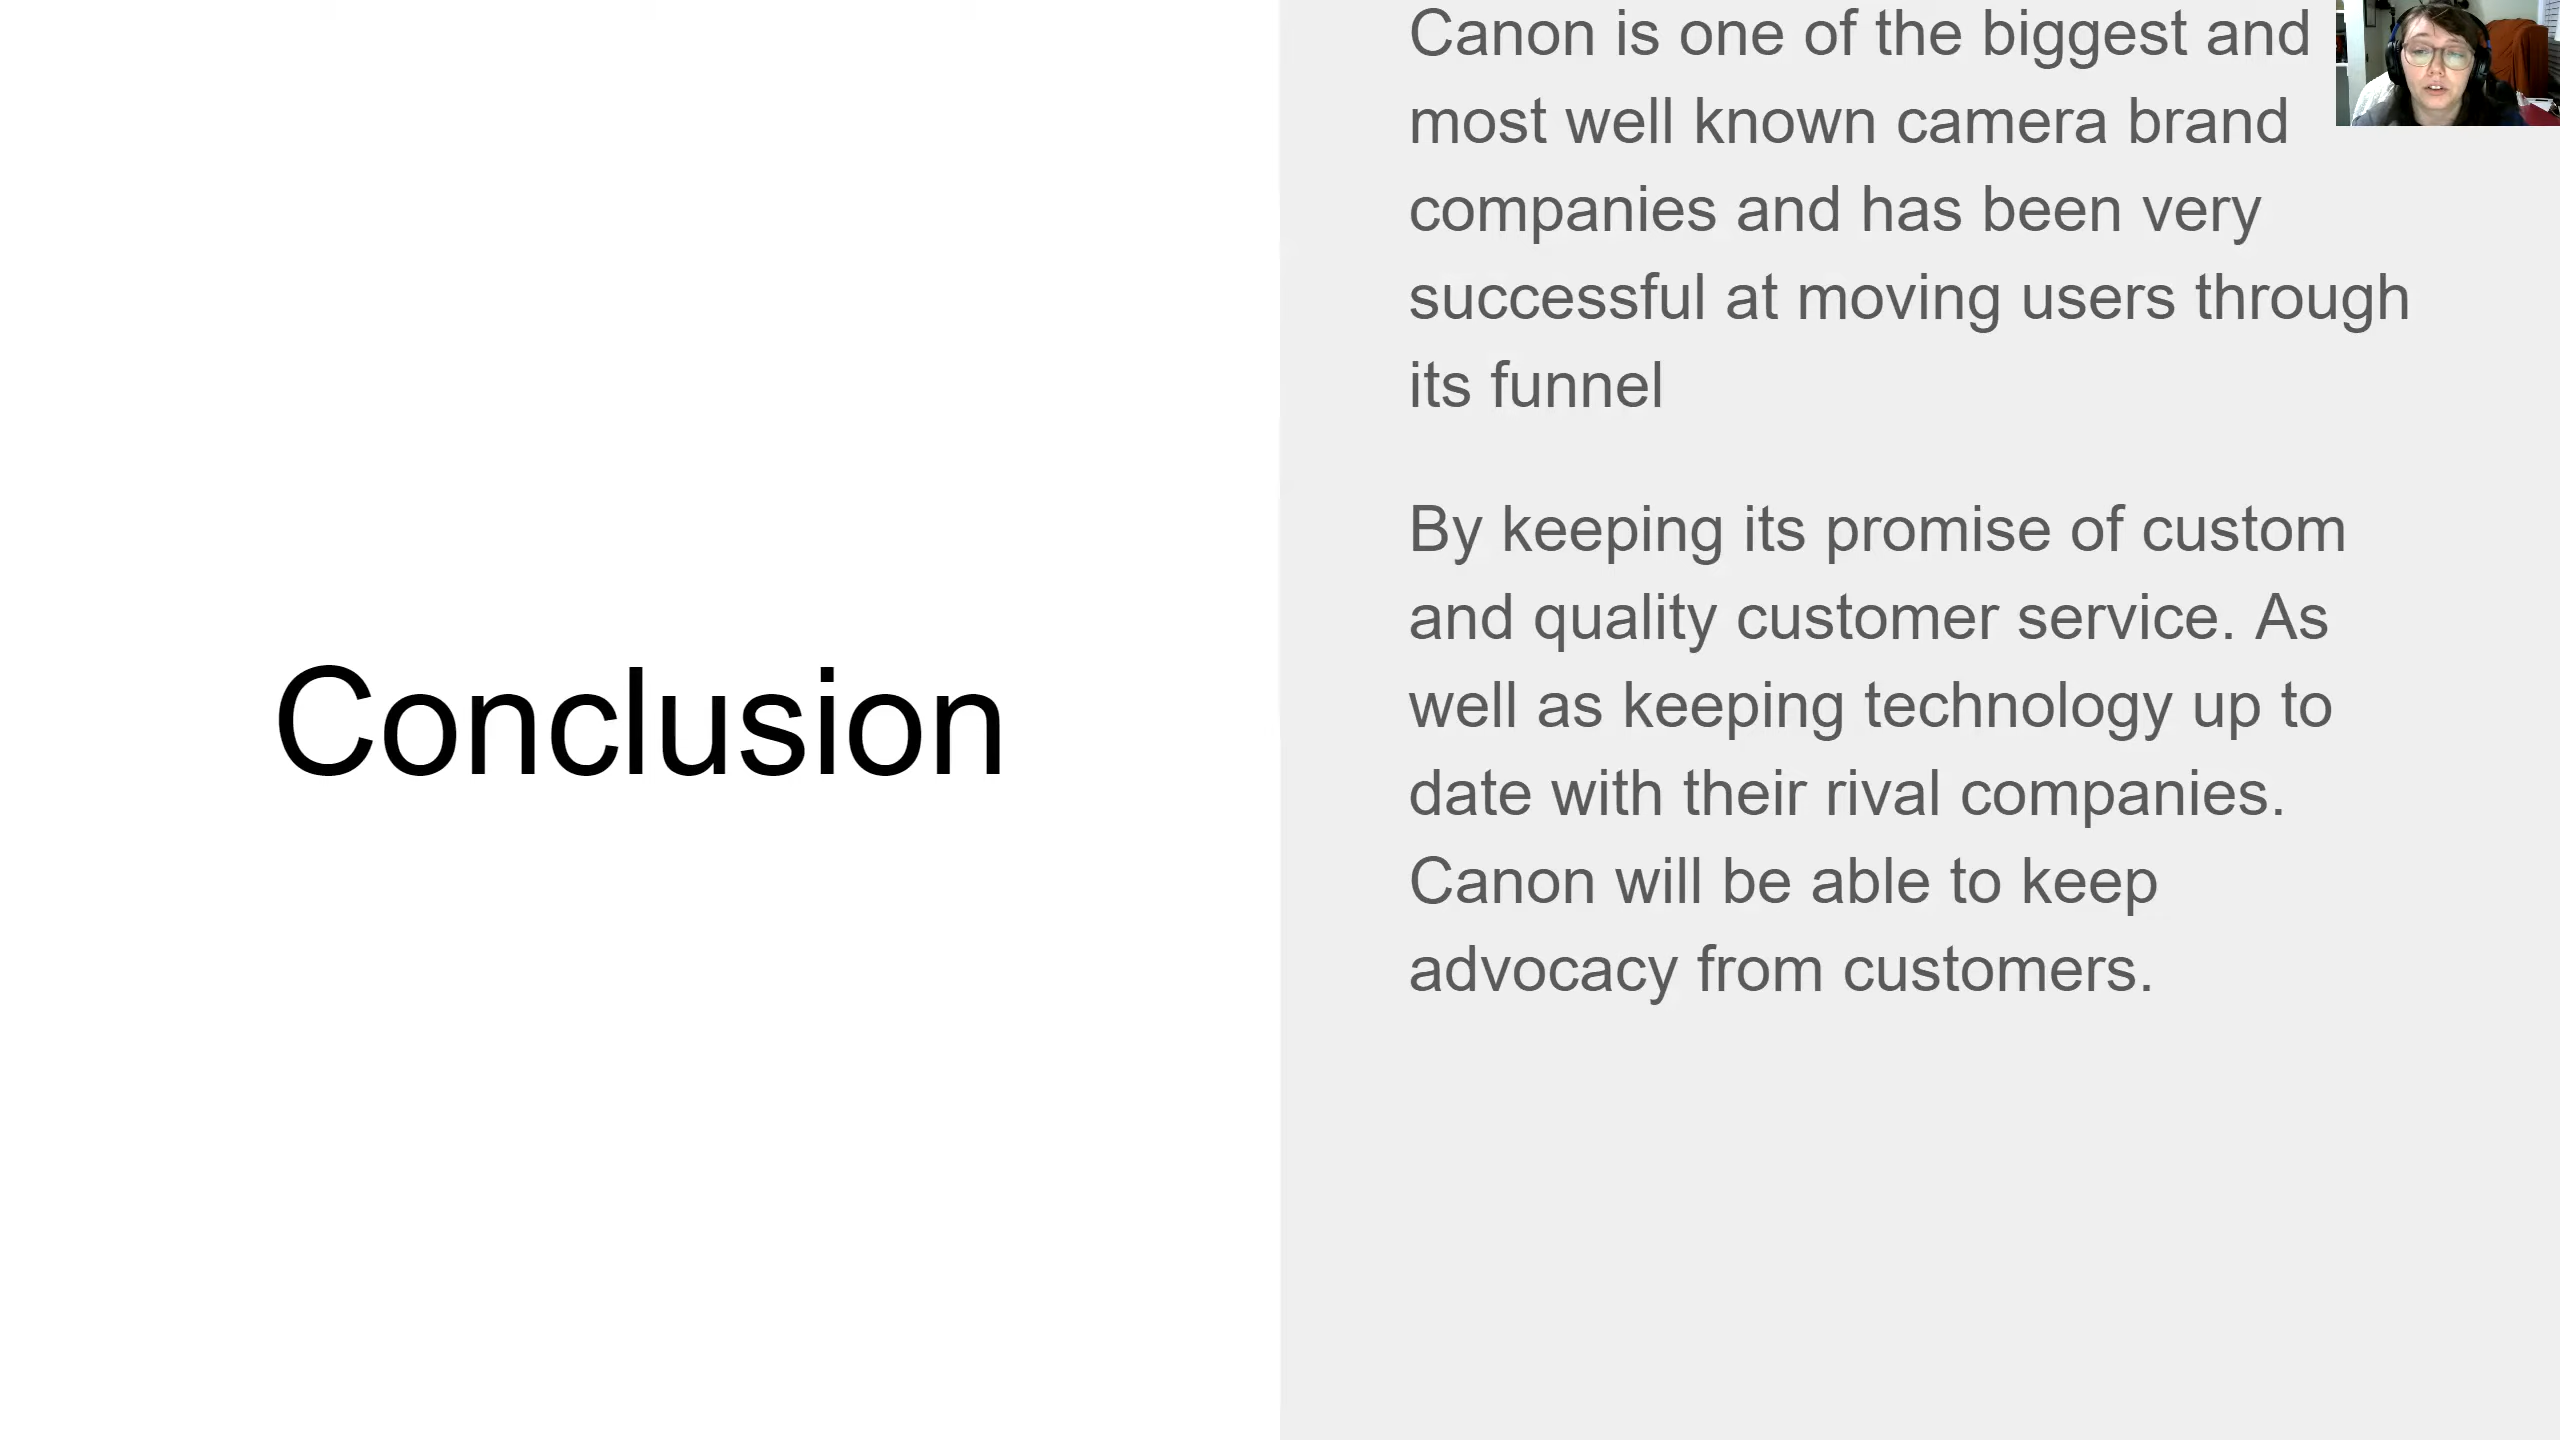 Conclusion
Canon is one of the biggest and
most well known camera brand
companies and has been very
successful at moving users through
its funnel
By keeping its promise of custom
and quality customer service. As
well as keeping technology up to
date with their rival companies.
Canon will be able to keep
advocacy from customers.